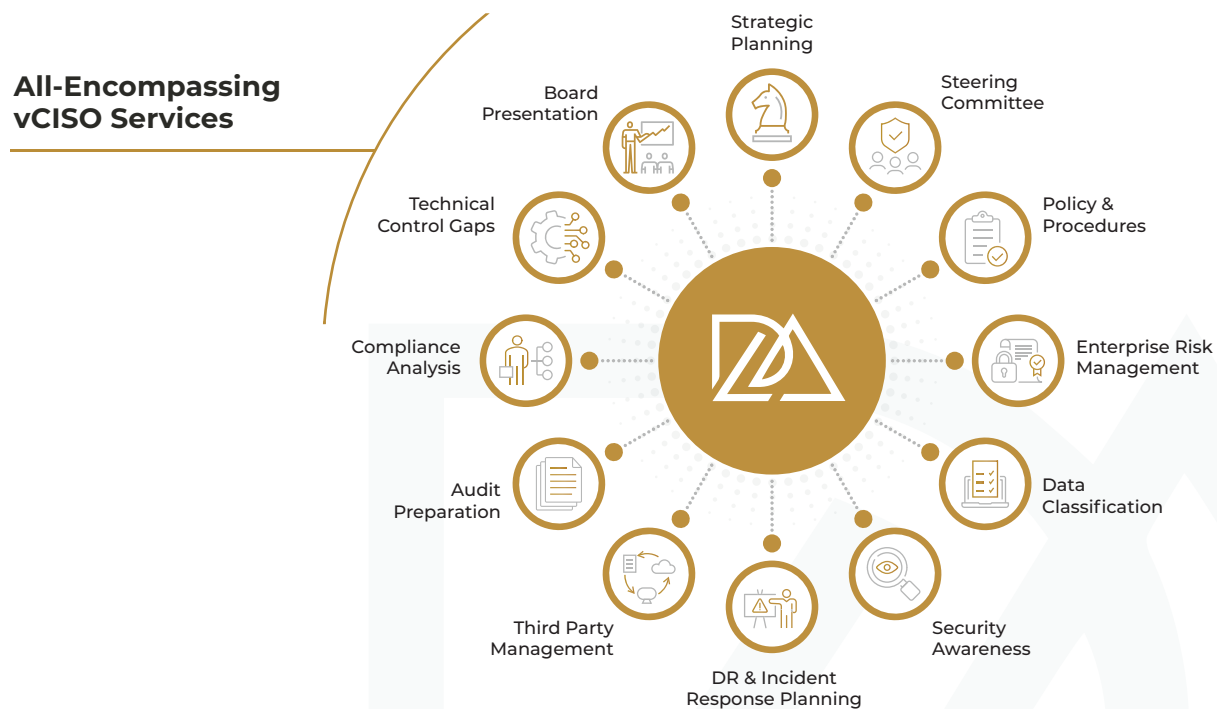 All-Encompassing
vCISO Services
Strategic
Planning
Steering
Committee
Policy &
Procedures
Enterprise Risk
Management
Data
Classification
Security
Awareness
DR & Incident
Response Planning
Third Party
Management
Audit
Preparation
Compliance
Analysis
Technical
Control Gaps
Board
Presentation
DA